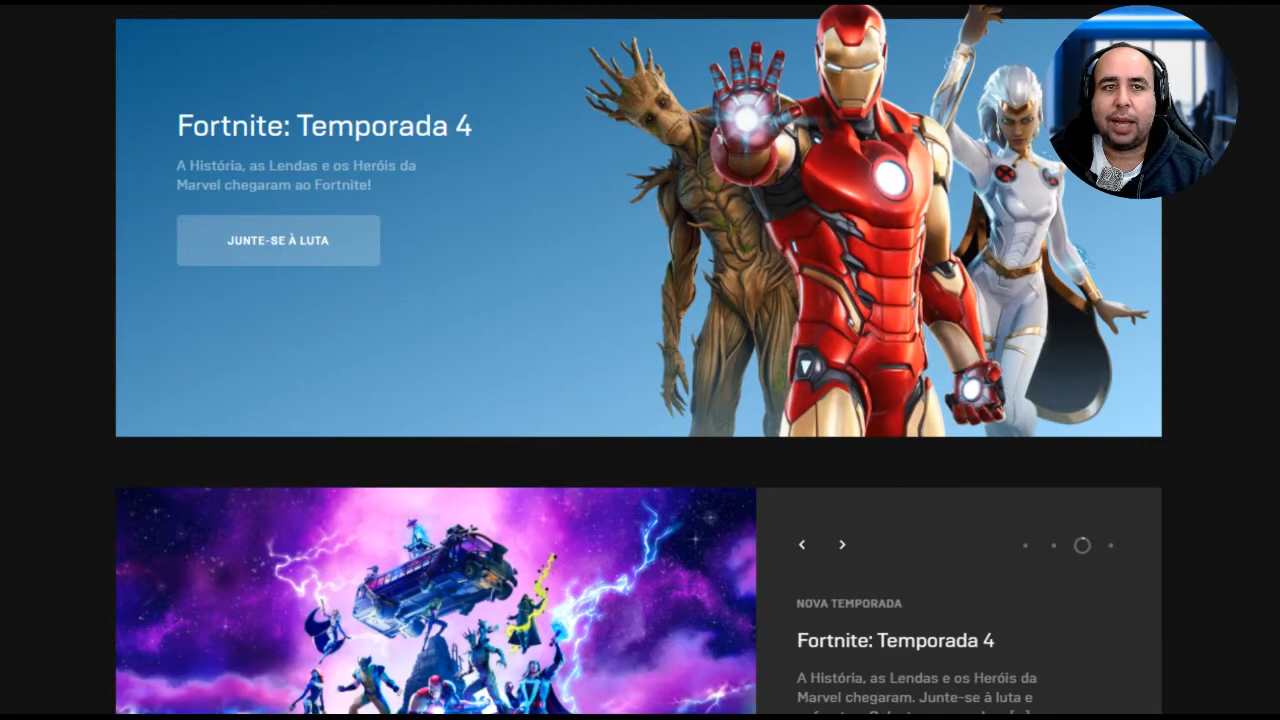 Fortnite: Temporada 4
A História, as Lendas e os Heróis da
Marvel chegaram ao Fortnite!
JUNTE-SE À LUTA
NOVA TEMPORADA
Fortnite: Temporada 4
A História, as Lendas e os Heróis da
Marvel chegaram. Junte-se à luta e